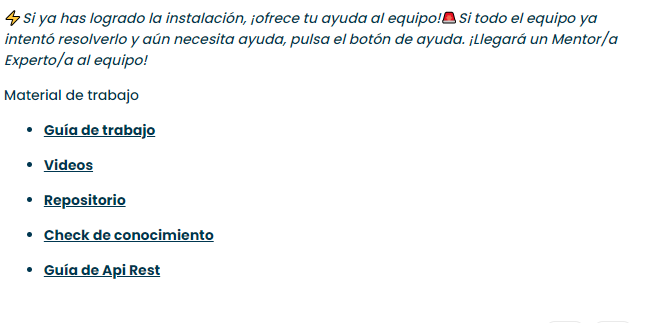 ⚡Si ya has logrado la instalación, ¡ofrece tu ayuda al equipo!🚨Si todo el equipo ya
intentó resolverlo y aún necesita ayuda, pulsa el botón de ayuda. ¡Llegará un Mentor/a
Experto/a al equipo!
Material de trabajo
• Guía de trabajo
• Videos
• Repositorio
• Check de conocimiento
• Guía de Api Rest